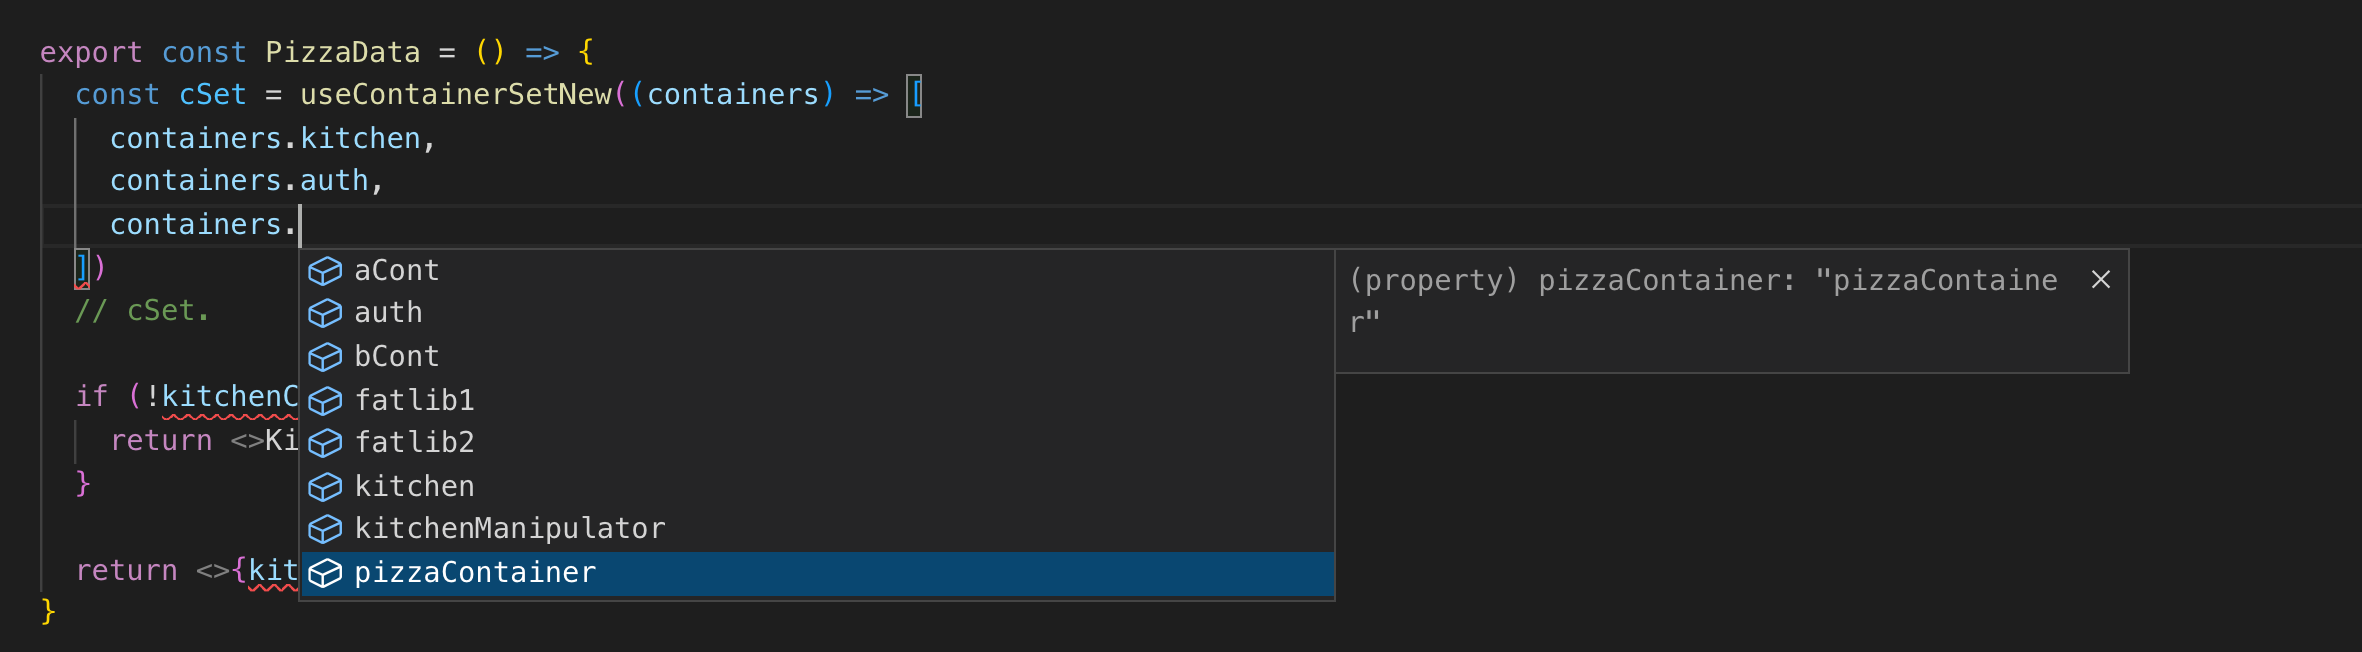 export const PizzaData = () => {
const cSet = useContainerSetNew((containers) => [
containers.kitchen,
containers.auth,
containers.
])
// cSet.
if (!kitchenC
return <>Ki
}
return <>{kit
}
aCont
auth
bCont
fatlib1
fatlib2
kitchen
kitchenManipulator
pizzaContainer
(property) pizzaContainer: "pizzaContaine
r"